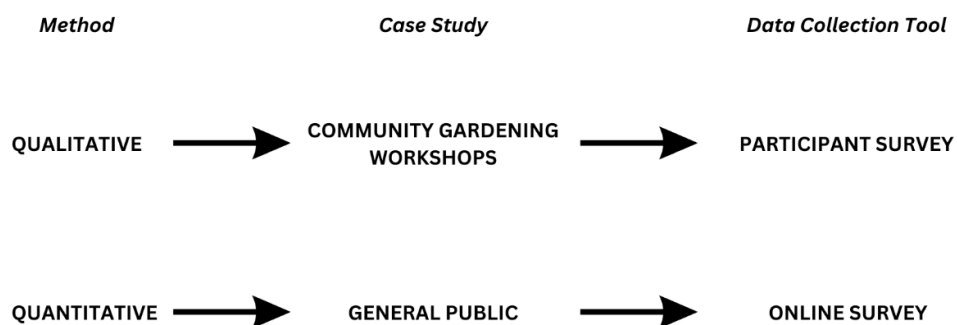 Method Case Study Data Collection Tool
QUALITATIVE COMMUNITY GARDENING WORKSHOPS PARTICIPANT SURVEY
QUANTITATIVE GENERAL PUBLIC ONLINE SURVEY